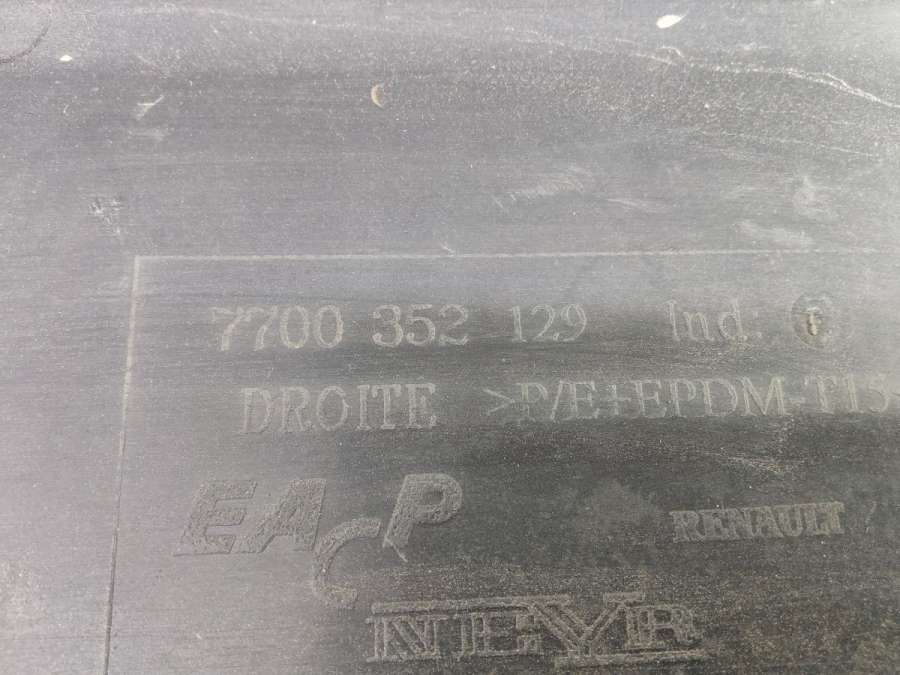 7700 352 129 Ind.
DROITE >P/E+EPDM-T15
EACP
RENAULT
NEYR